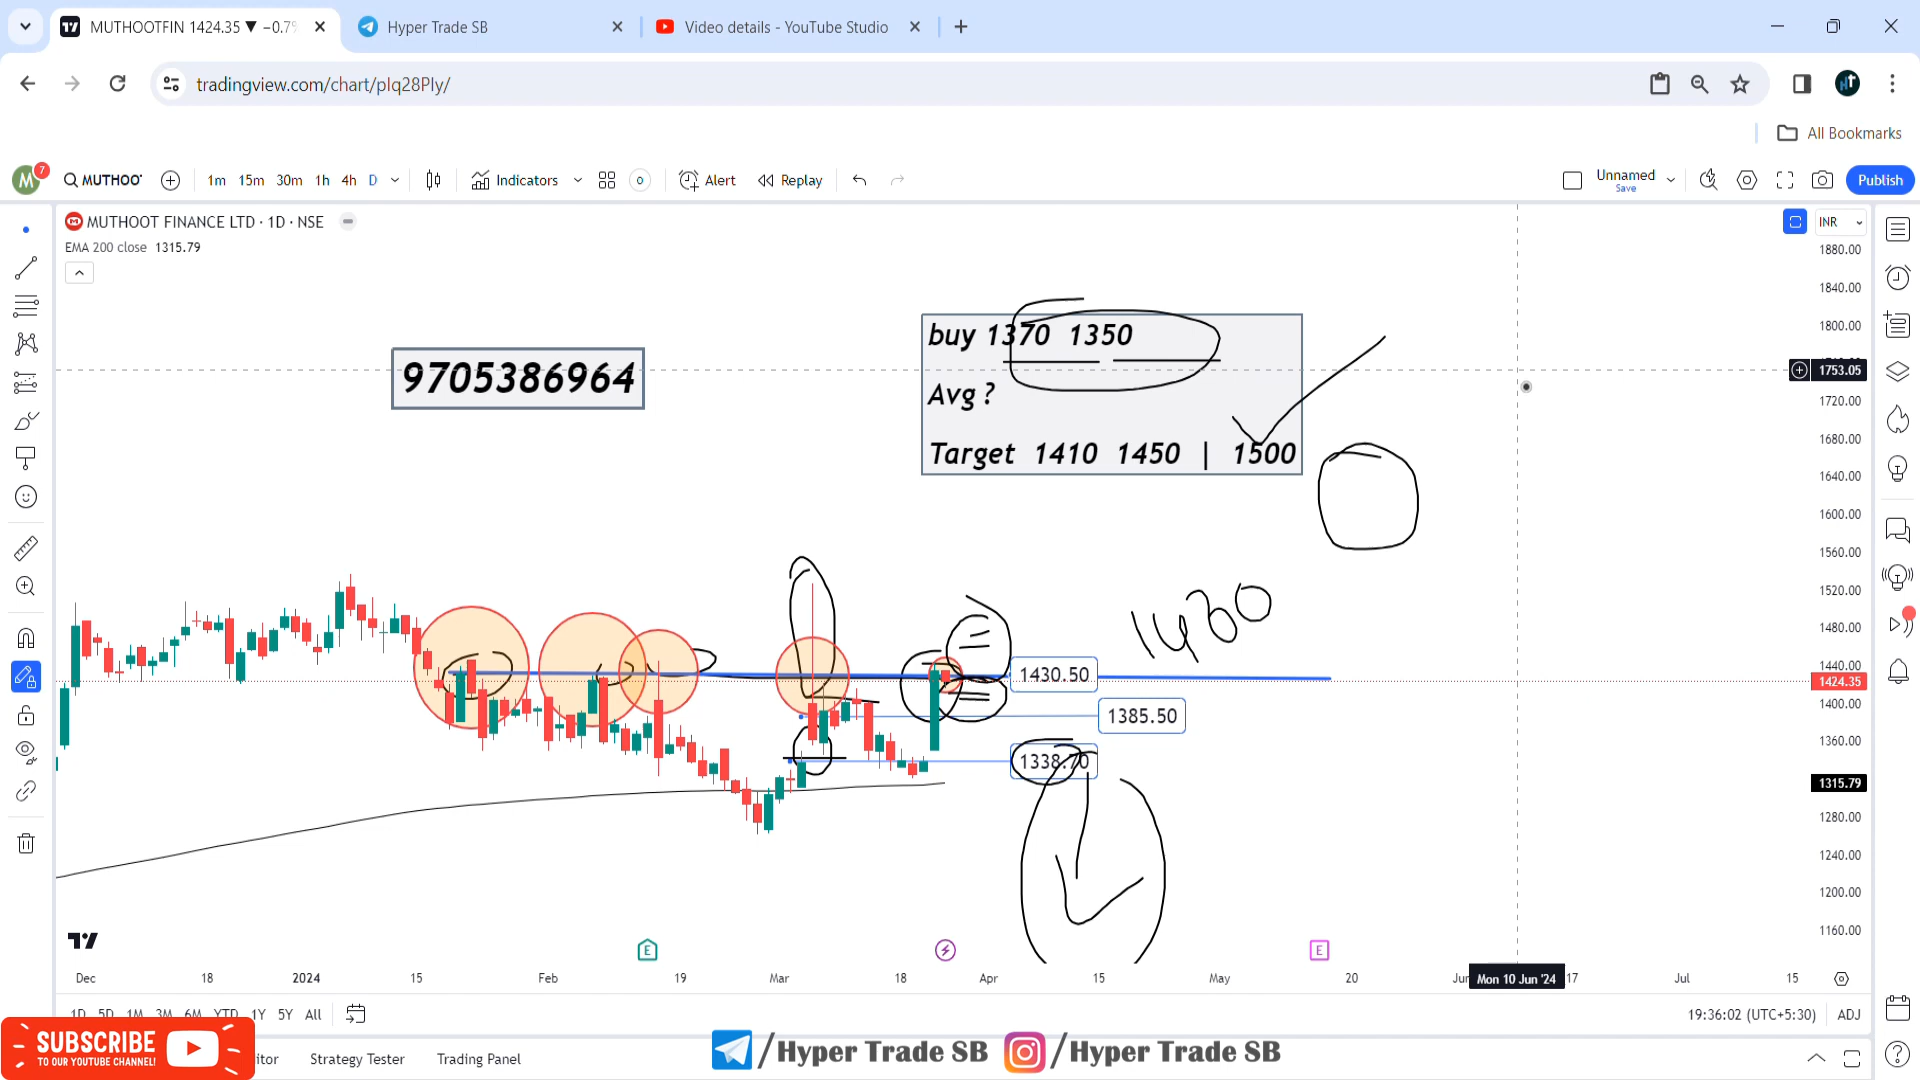 MUTHOOTFIN 1424.35 ▼ −0.7%
Hyper Trade SB
Video details - YouTube Studio
tradingview.com/chart/pIq28PIy/
All Bookmarks
M 7 MUTHOO 1m 15m 30m 1h 4h D Indicators Alert Replay Unnamed Save Publish
MUTHOOT FINANCE LTD · 1D · NSE
EMA 200 close 1315.79
INR
1880.00
1840.00
1800.00
1753.05
1720.00
1680.00
1640.00
1600.00
1560.00
1520.00
1480.00
1440.00
1424.35
1400.00
1360.00
1315.79
1280.00
1240.00
1200.00
1160.00
9705386964
buy 1370 1350
Avg ?
Target 1410 1450 | 1500
1430
1430.50
1385.50
1338.70
E E
Dec 18 2024 15 Feb 19 Mar 18 Apr 15 May 20 Jun Mon 10 Jun '24 17 Jul 15
1D 5D 1M 3M 6M YTD 1Y 5Y All
19:36:02 (UTC+5:30) ADJ
SUBSCRIBE
TO OUR YOUTUBE CHANNEL!
itor Strategy Tester Trading Panel
/Hyper Trade SB /Hyper Trade SB